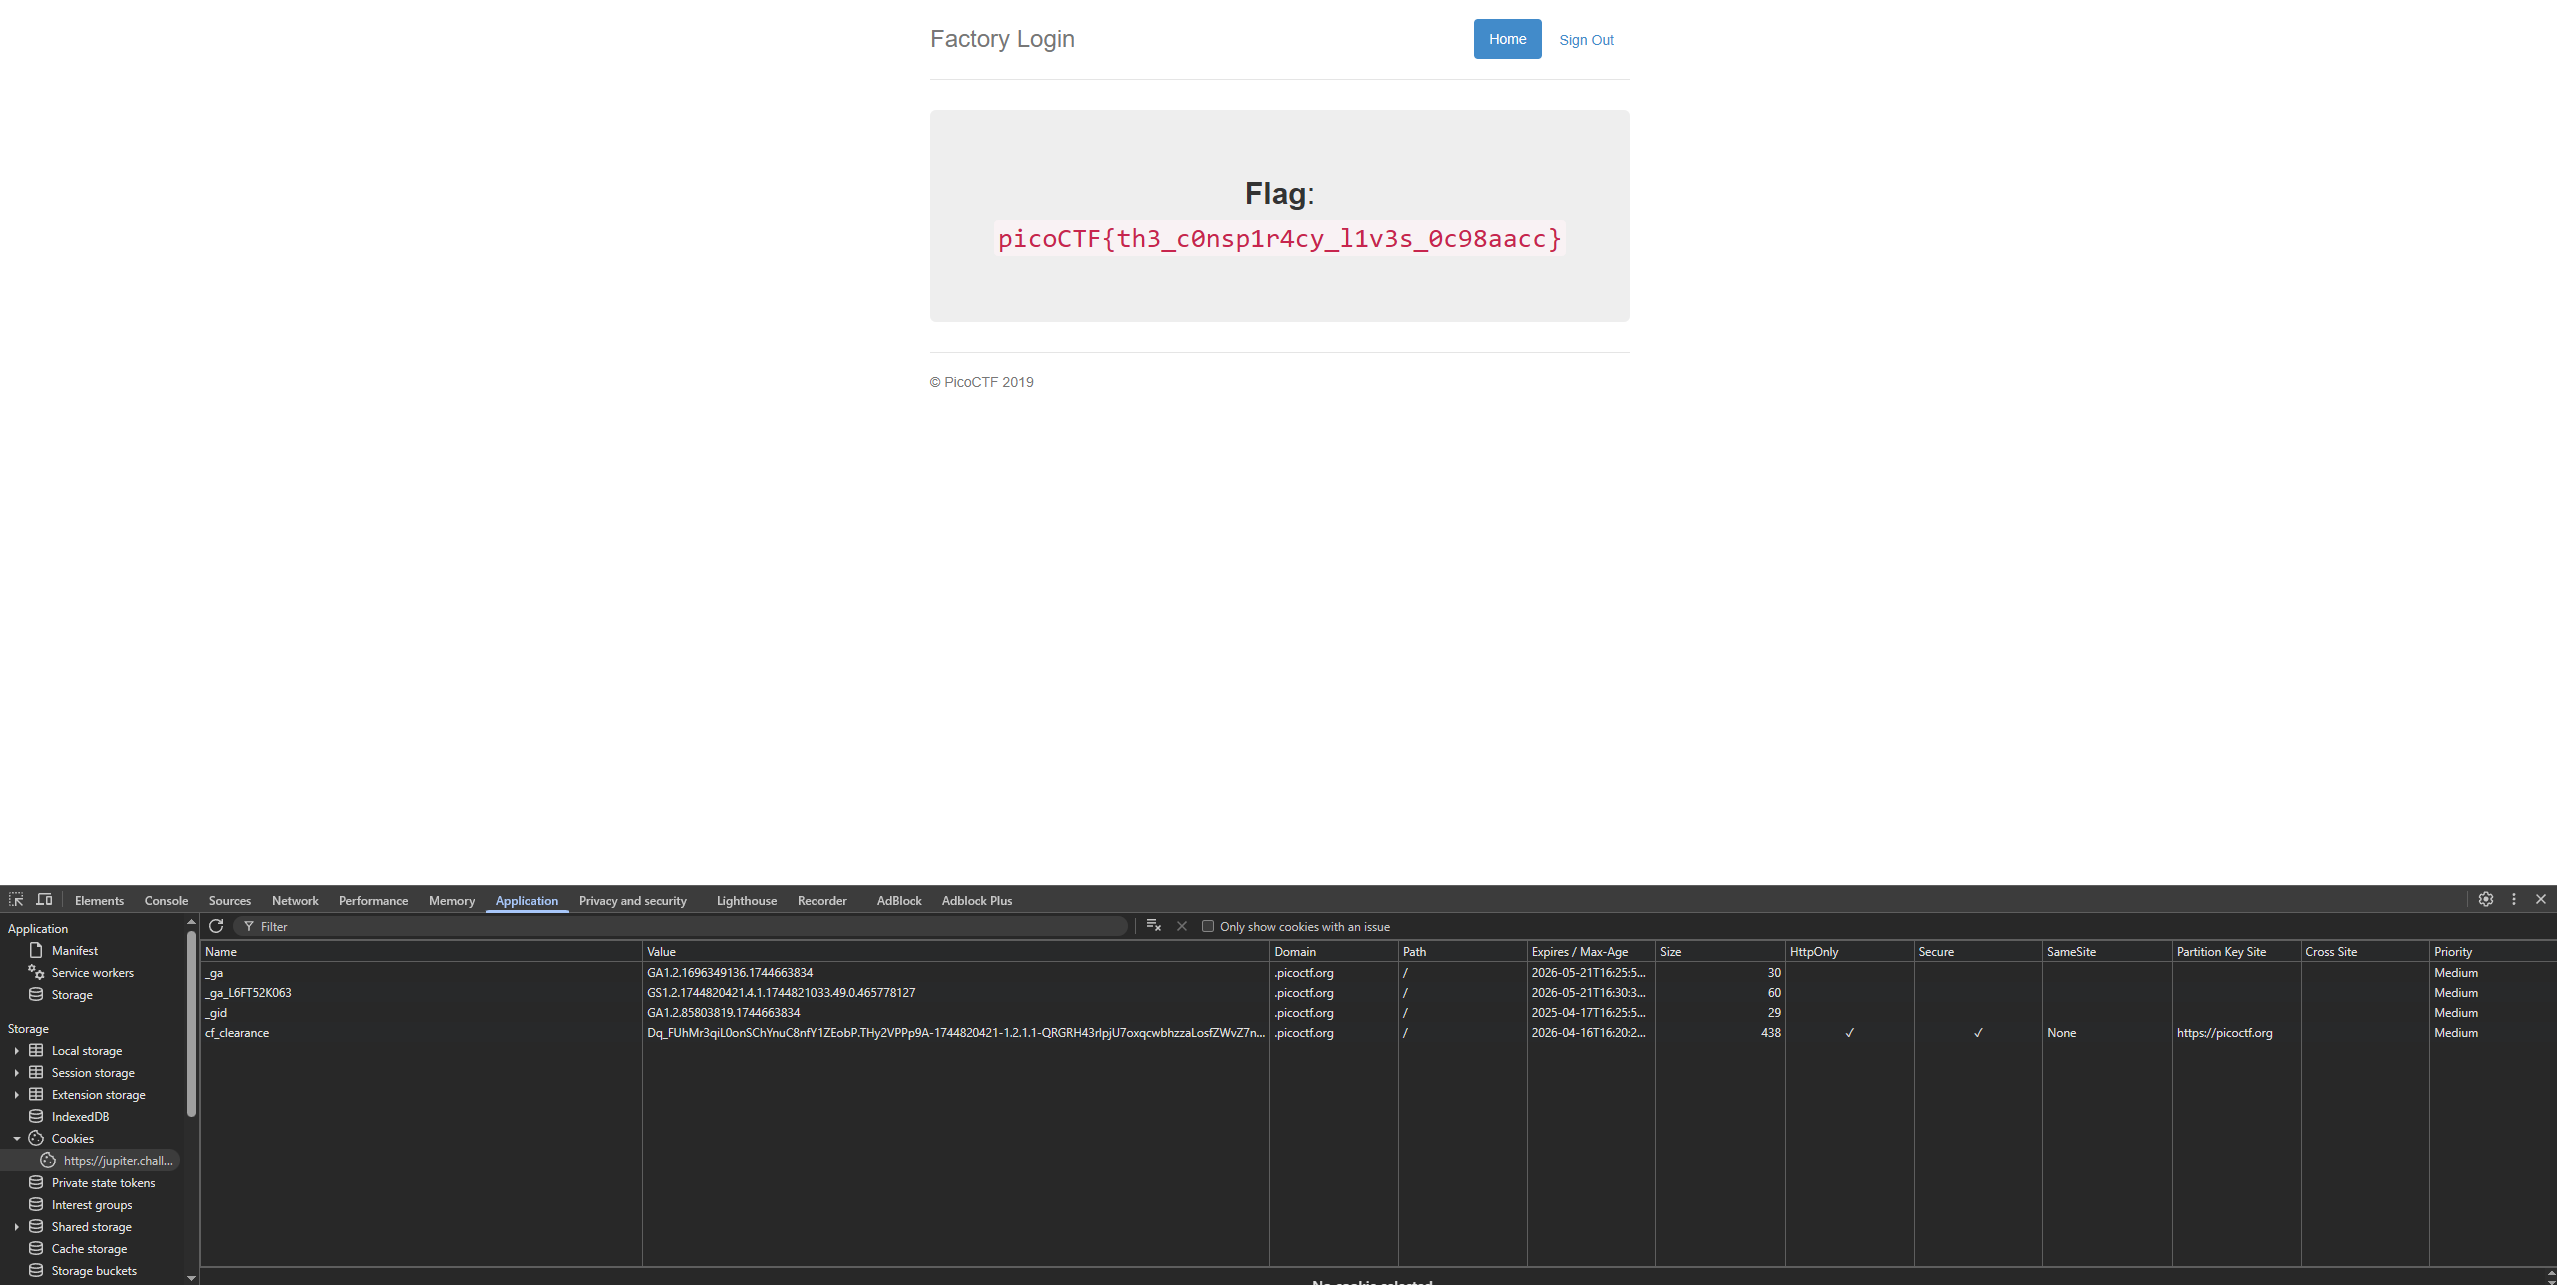 Factory Login
Home Sign Out
Flag:
picoCTF{th3_c0nsp1r4cy_l1v3s_0c98aacc}
© PicoCTF 2019
Elements Console Sources Network Performance Memory Application Privacy and security Lighthouse Recorder AdBlock Adblock Plus
Application
Manifest
Service workers
Storage
Storage
Local storage
Session storage
Extension storage
IndexedDB
Cookies
https://jupiter.chall...
Private state tokens
Interest groups
Shared storage
Cache storage
Storage buckets
Filter Only show cookies with an issue
Name Value Domain Path Expires / Max-Age Size HttpOnly Secure SameSite Partition Key Site Cross Site Priority
_ga GA1.2.1696349136.1744663834 .picoctf.org / 2026-05-21T16:25:5... 30 Medium
_ga_L6FT52K063 GS1.2.1744820421.4.1.1744821033.49.0.465778127 .picoctf.org / 2026-05-21T16:30:3... 60 Medium
_gid GA1.2.85803819.1744663834 .picoctf.org / 2025-04-17T16:25:5... 29 Medium
cf_clearance Dq_FUhMr3qiL0onSChYnuC8nfY1ZEobP.THy2VPPp9A-1744820421-1.2.1.1-QRGRH43rIpjU7oxqcwbhzzaLosfZWvZ7n... .picoctf.org / 2026-04-16T16:20:2... 438 ✓ ✓ None https://picoctf.org Medium
No cookie selected